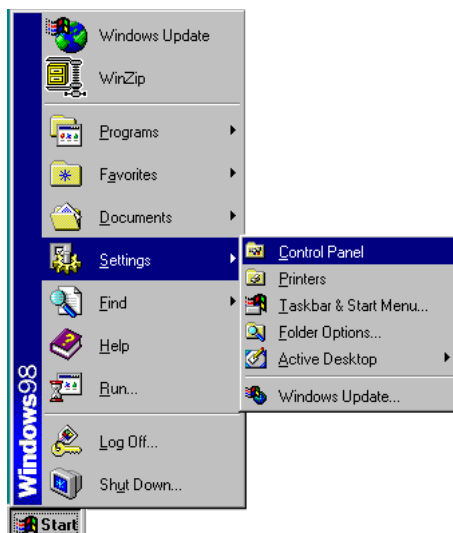 Windows Update
WinZip
Programs
Favorites
Documents
Settings
Find
Help
Run...
Log Off...
Shut Down...
Windows98
Start
Control Panel
Printers
Taskbar & Start Menu...
Folder Options...
Active Desktop
Windows Update...